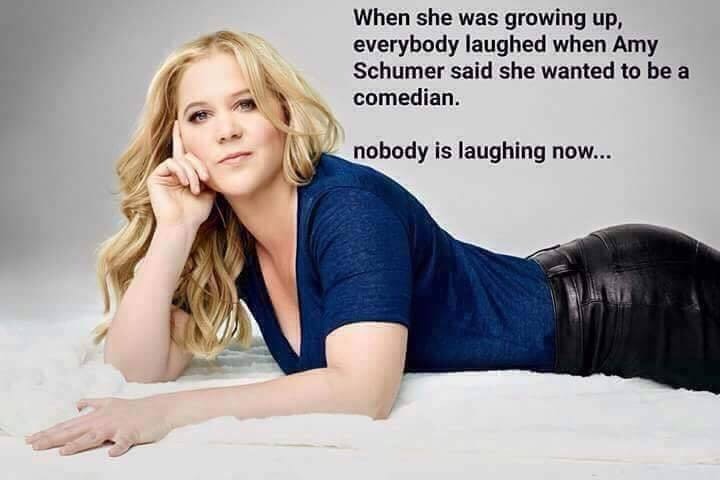 When she was growing up,
everybody laughed when Amy
Schumer said she wanted to be a
comedian.
nobody is laughing now...